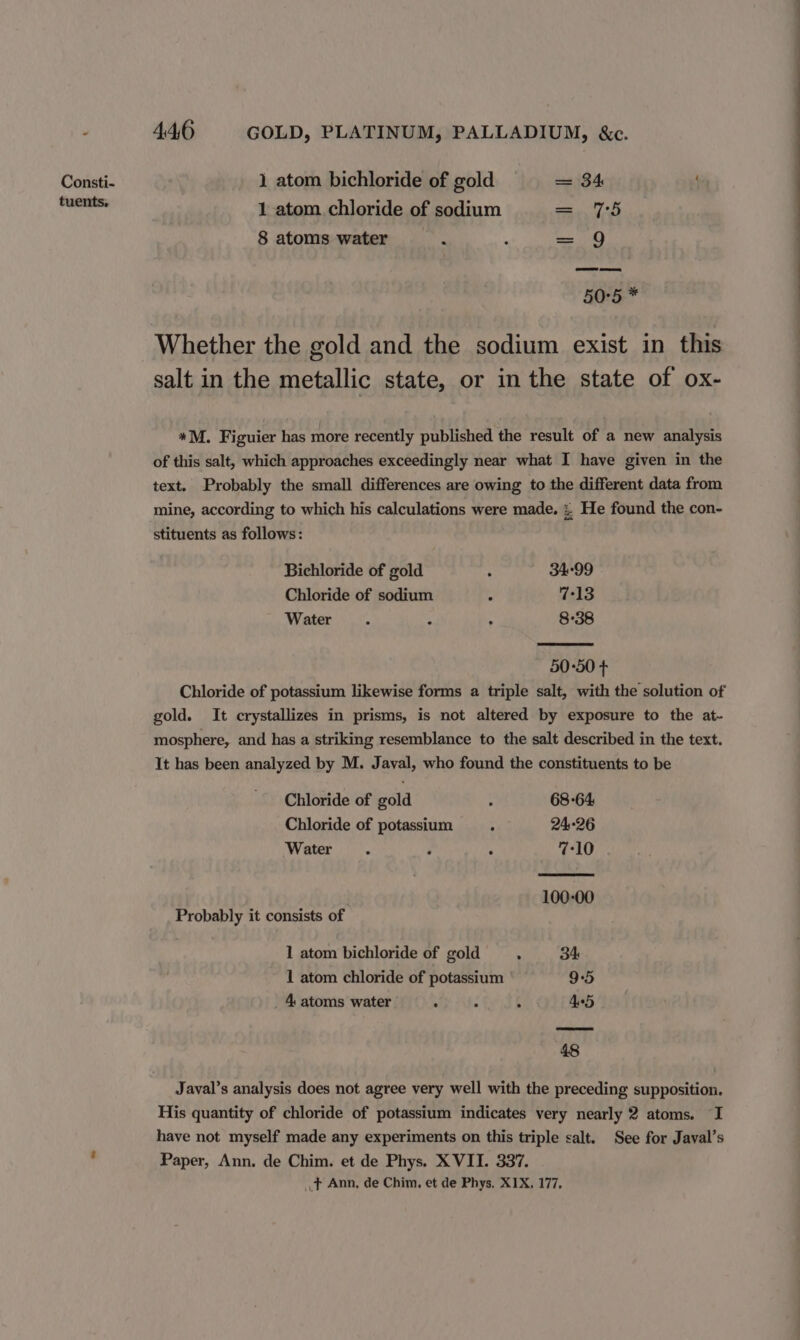 446 GOLD, PLATINUM, PALLADIUM, &c.
Consti-
tuents.
1 atom bichloride of gold = 34
1 atom chloride of sodium = 7·5
8 atoms water . . = 9
50·5 *
Whether the gold and the sodium exist in this
salt in the metallic state, or in the state of ox-
*M. Figuier has more recently published the result of a new analysis
of this salt, which approaches exceedingly near what I have given in the
text. Probably the small differences are owing to the different data from
mine, according to which his calculations were made. ; He found the con-
stituents as follows:
Bichloride of gold . 34·99
Chloride of sodium . 7·13
Water . . . 8·38
50·50 †
Chloride of potassium likewise forms a triple salt, with the solution of
gold. It crystallizes in prisms, is not altered by exposure to the at-
mosphere, and has a striking resemblance to the salt described in the text.
It has been analyzed by M. Javal, who found the constituents to be
Chloride of gold . 68·64
Chloride of potassium . 24·26
Water . . . 7·10
100·00
Probably it consists of
1 atom bichloride of gold . 34
1 atom chloride of potassium 9·5
4 atoms water . . . 4·5
48
Javal's analysis does not agree very well with the preceding supposition.
His quantity of chloride of potassium indicates very nearly 2 atoms. I
have not myself made any experiments on this triple salt. See for Javal's
Paper, Ann. de Chim. et de Phys. XVII. 337.
† Ann. de Chim. et de Phys. XIX. 177.